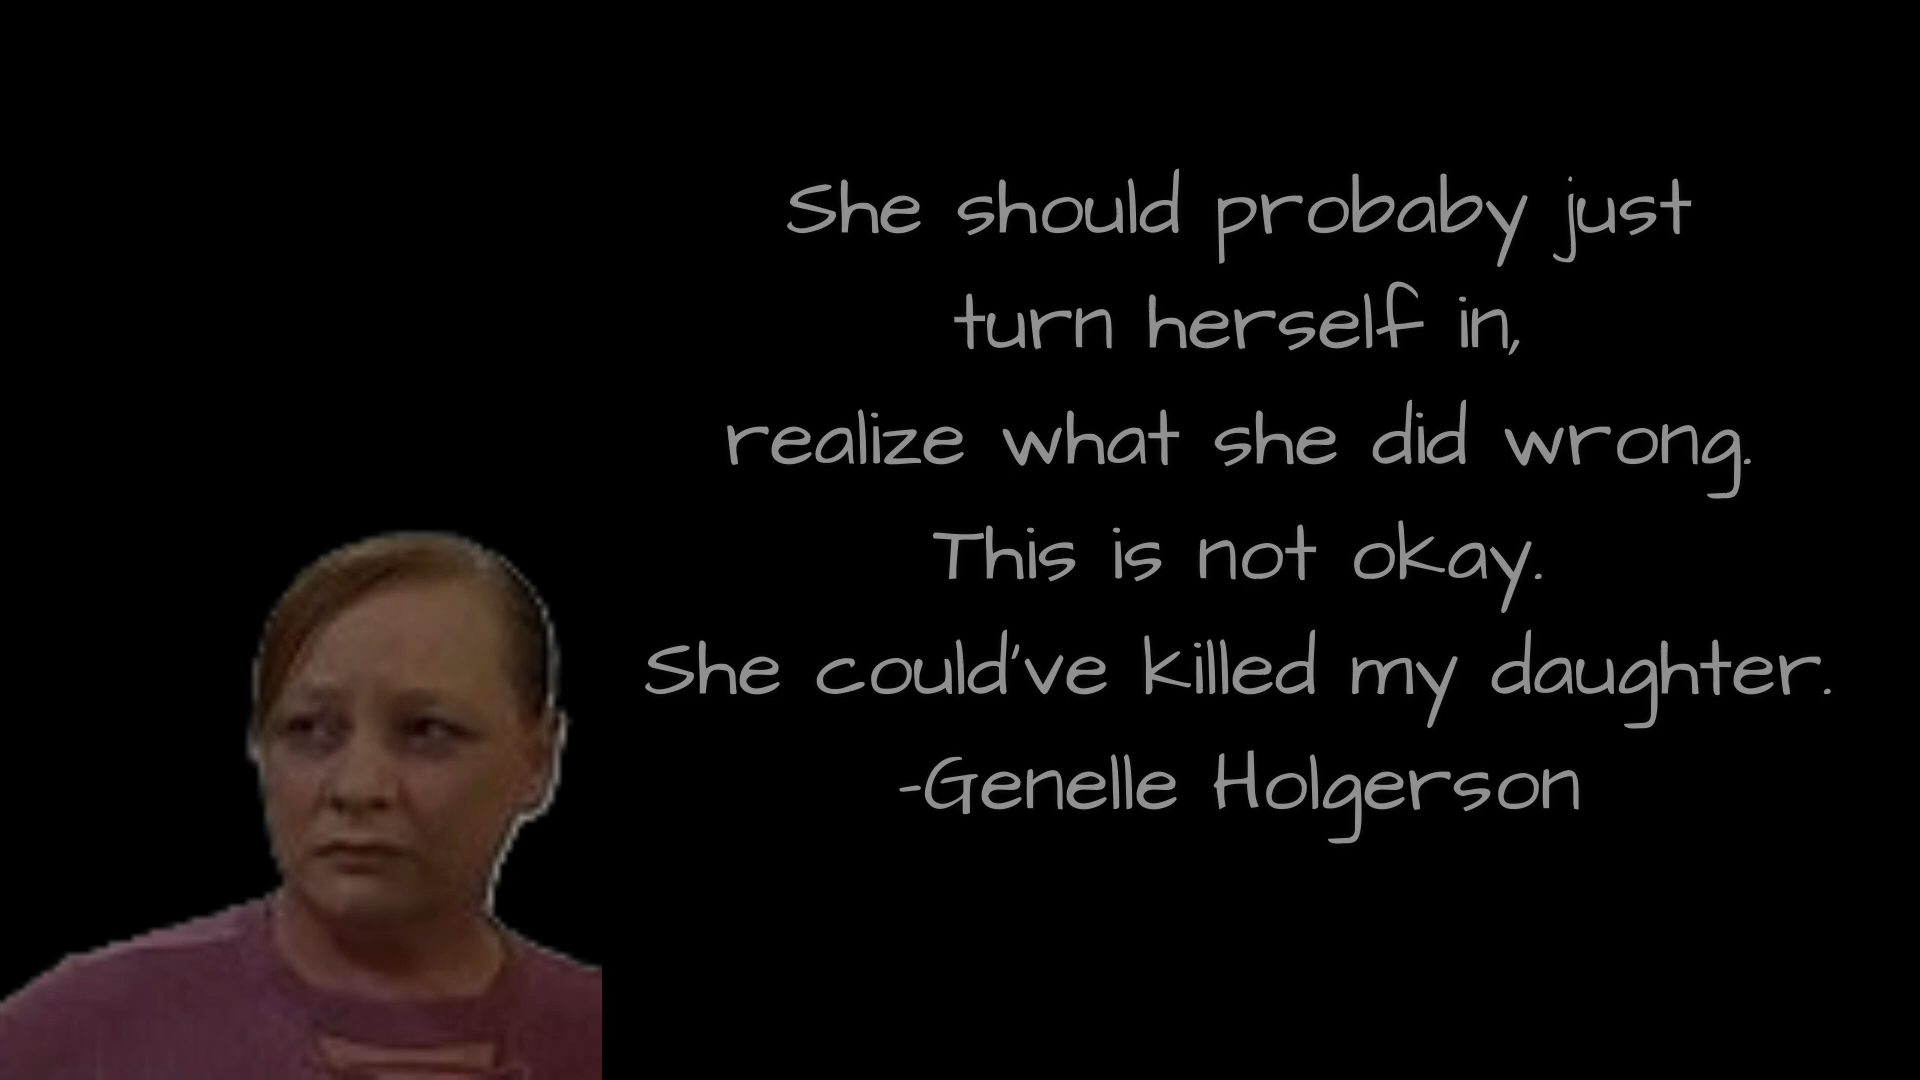 She should probaby just
turn herself in,
realize what she did wrong.
This is not okay.
She could've killed my daughter.
-Genelle Holgerson